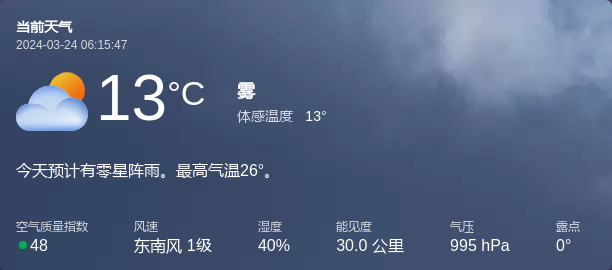 当前天气
2024-03-24 06:15:47
13°C
雾
体感温度 13°
今天预计有零星阵雨。最高气温26°。
空气质量指数 风速 湿度 能见度 气压 露点
48 东南风 1级 40% 30.0 公里 995 hPa 0°